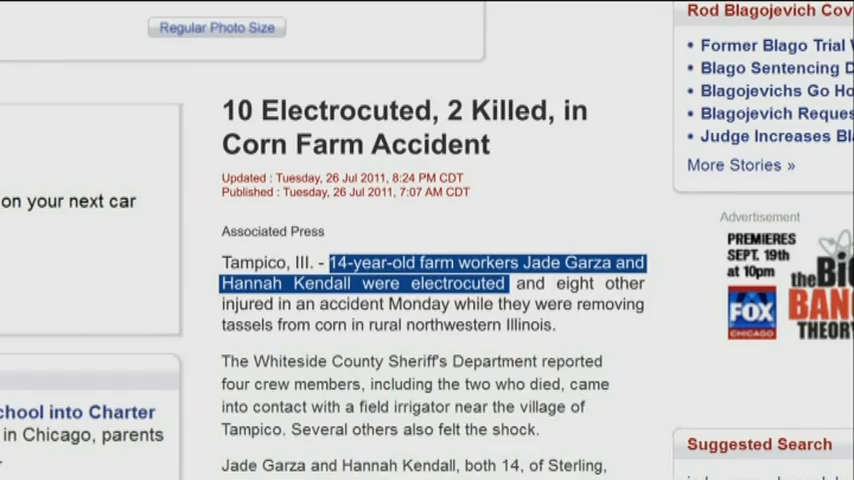 Regular Photo Size
on your next car
chool into Charter
in Chicago, parents
10 Electrocuted, 2 Killed, in
Corn Farm Accident
Updated : Tuesday, 26 Jul 2011, 8:24 PM CDT
Published : Tuesday, 26 Jul 2011, 7:07 AM CDT
Associated Press
Tampico, Ill. - 14-year-old farm workers Jade Garza and
Hannah Kendall were electrocuted and eight other
injured in an accident Monday while they were removing
tassels from corn in rural northwestern Illinois.
The Whiteside County Sheriff's Department reported
four crew members, including the two who died, came
into contact with a field irrigator near the village of
Tampico. Several others also felt the shock.
Jade Garza and Hannah Kendall, both 14, of Sterling,
Rod Blagojevich Cov
• Former Blago Trial
• Blago Sentencing D
• Blagojevichs Go Ho
• Blagojevich Reques
• Judge Increases Bl
More Stories »
Advertisement
PREMIERES
SEPT. 19th
at 10pm
FOX
CHICAGO
the BiG
BANG
THEORY
Suggested Search